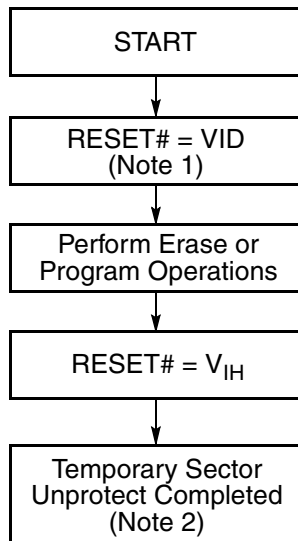 START
RESET# = VID
(Note 1)
Perform Erase or
Program Operations
RESET# = VIH
Temporary Sector
Unprotect Completed
(Note 2)